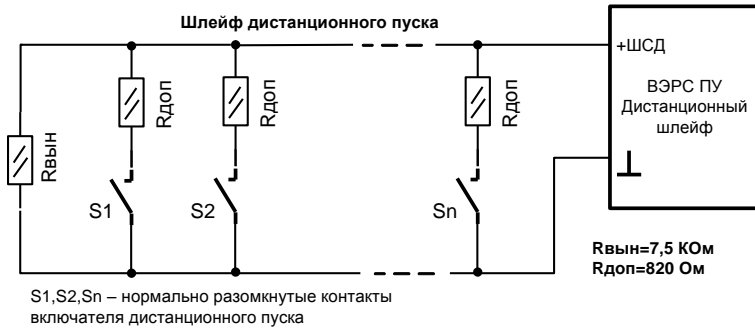 Шлейф дистанционного пуска
+ШСД
ВЭРС ПУ
Дистанционный
шлейф
Rвын
Rдоп
Rдоп
Rдоп
S1
S2
Sn
Rвын=7,5 КОм
Rдоп=820 Ом
S1,S2,Sn – нормально разомкнутые контакты
включателя дистанционного пуска